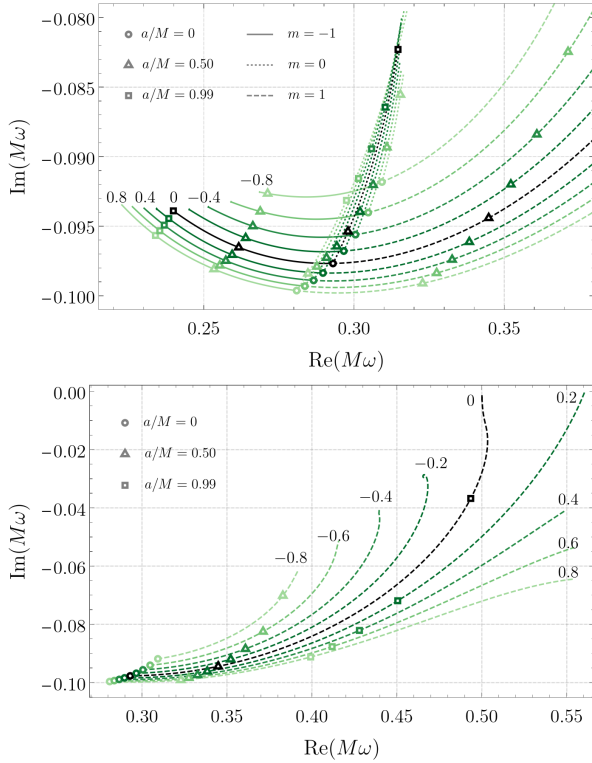 −0.080
−0.085
−0.090
−0.095
−0.100
Im(Mω)
a/M = 0
a/M = 0.50
a/M = 0.99
m = −1
m = 0
m = 1
0.8 0.4 0 −0.4 −0.8
0.25 0.30 0.35
Re(Mω)
0.00
−0.02
−0.04
−0.06
−0.08
−0.10
Im(Mω)
a/M = 0
a/M = 0.50
a/M = 0.99
0
0.2
−0.2
−0.4
0.4
−0.6
0.6
−0.8
0.8
0.30 0.35 0.40 0.45 0.50 0.55
Re(Mω)